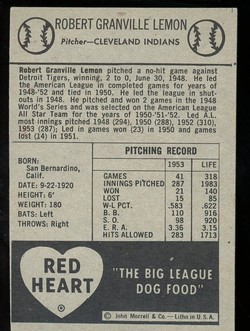 ROBERT GRANVILLE LEMON
Pitcher—CLEVELAND INDIANS
Robert Granville Lemon pitched a no-hit game against
Detroit Tigers, winning, 2 to 0, June 30, 1948. He led
the American League in completed games for years of
1948-52 and tied in 1950. He led the league in shut-
outs in 1948. He pitched and won 2 games in the 1948
World's Series and was selected on the American League
All Star Team for the years of 1950-51-'52. Led A.L.
most innings pitched 1948 (294), 1950 (288), 1952 (310),
1953 (287); Led in games won (23) in 1950 and games
lost (14) in 1951.
BORN:
San Bernardino,
Calif.
DATE: 9-22-1920
HEIGHT: 6'
WEIGHT: 180
BATS: Left
THROWS: Right
PITCHING RECORD
1953 LIFE
GAMES 41 318
INNINGS PITCHED 287 1983
WON 21 140
LOST 15 85
W-L PCT. .583 .622
B. B. 110 916
S. O. 98 920
E. R. A. 3.36 3.15
HITS ALLOWED 283 1713
RED
HEART
®
"THE BIG LEAGUE
DOG FOOD"
© John Morrell & Co.—Litho in U. S. A.